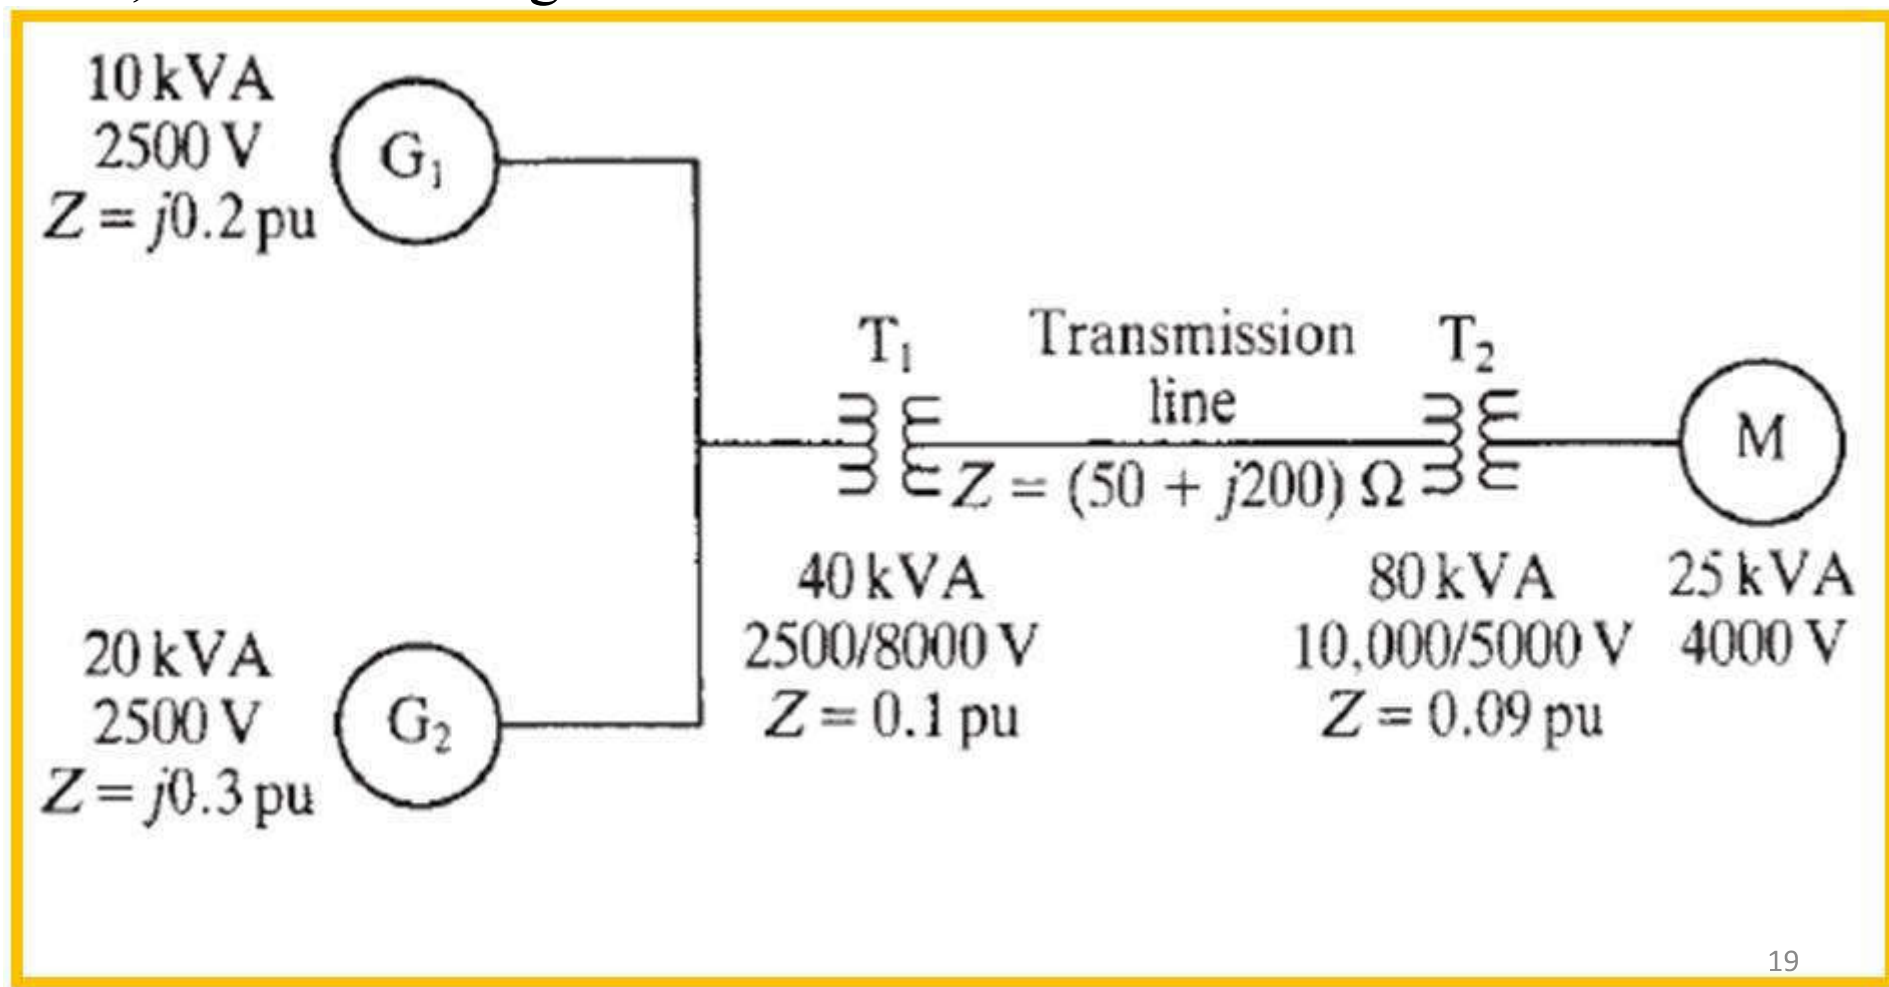 10 kVA
2500 V
Z = j0.2 pu
G₁
20 kVA
2500 V
Z = j0.3 pu
G₂
T₁
Transmission
line
Z = (50 + j200) Ω
T₂
M
40 kVA
2500/8000 V
Z = 0.1 pu
80 kVA
10,000/5000 V
Z = 0.09 pu
25 kVA
4000 V
19